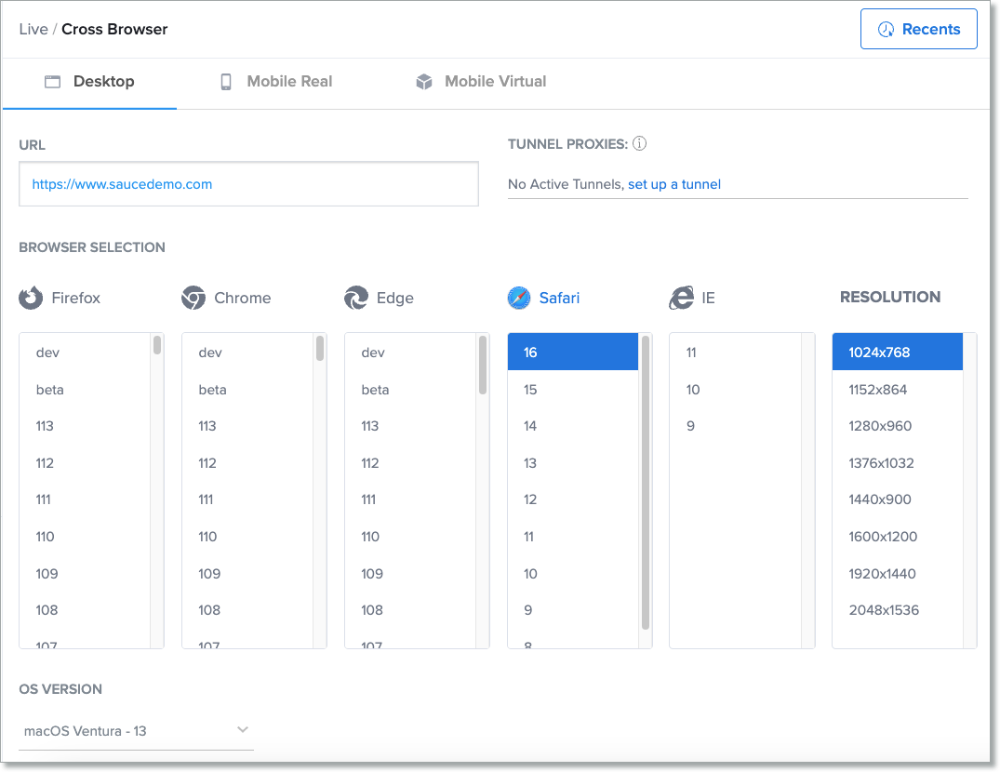 Live / Cross Browser
Recents
Desktop
Mobile Real
Mobile Virtual
URL
https://www.saucedemo.com
TUNNEL PROXIES:
No Active Tunnels, set up a tunnel
BROWSER SELECTION
Firefox
dev
beta
113
112
111
110
109
108
107
Chrome
dev
beta
113
112
111
110
109
108
107
Edge
dev
beta
113
112
111
110
109
108
107
Safari
16
15
14
13
12
11
10
9
8
IE
11
10
9
RESOLUTION
1024x768
1152x864
1280x960
1376x1032
1440x900
1600x1200
1920x1440
2048x1536
OS VERSION
macOS Ventura - 13